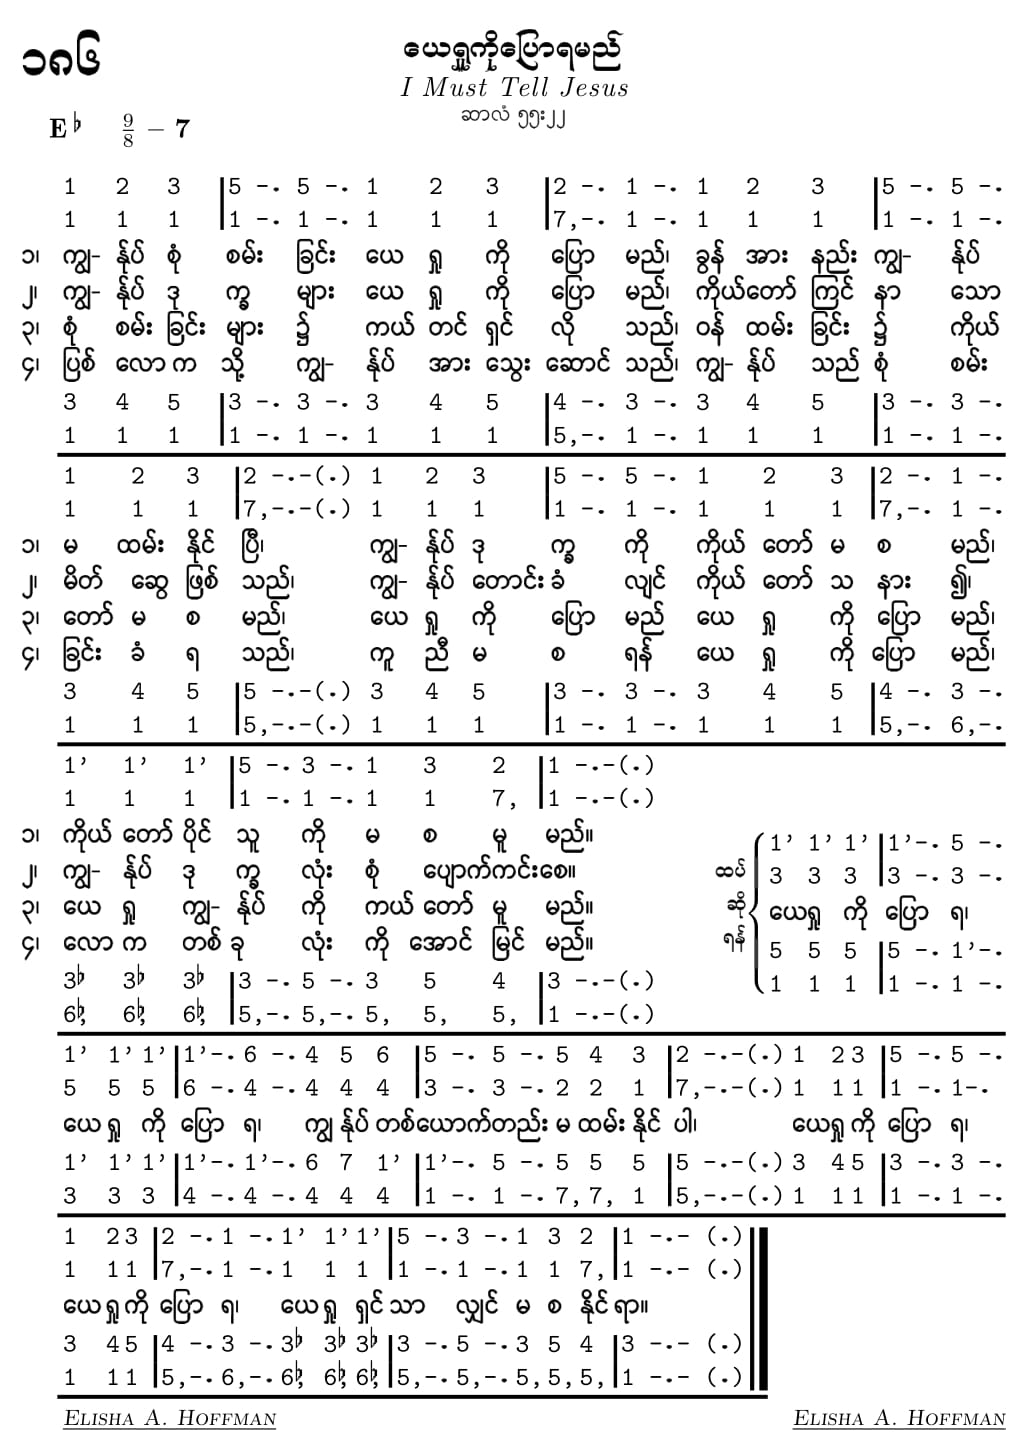 ၁၈၆
ယေရှုကိုပြောရမည်
I Must Tell Jesus
ဆာလံ ၅၅း၂၂
E♭ 9/8 – 7
1 2 3 |5 -. 5 -. 1 2 3 |2 -. 1 -. 1 2 3 |5 -. 5 -.
1 1 1 |1 -. 1 -. 1 1 1 |7,-. 1 -. 1 1 1 |1 -. 1 -.
၁၊ ကျွ- န်ုပ် စုံ စမ်း ခြင်း ယေ ရှု ကို ပြော မည်၊ ခွန် အား နည်း ကျွ- န်ုပ်
၂၊ ကျွ- န်ုပ် ဒု က္ခ များ ယေ ရှု ကို ပြော မည်၊ ကိုယ်တော် ကြင် နာ သော
၃၊ စုံ စမ်း ခြင်း များ ၌ ကယ် တင် ရှင် လို သည်၊ ဝန် ထမ်း ခြင်း ၌ ကိုယ်
၄၊ ပြစ် လော က သို့ ကျွ- န်ုပ် အား သွေး ဆောင် သည်၊ ကျွ- န်ုပ် သည် စုံ စမ်း
3 4 5 |3 -. 3 -. 3 4 5 |4 -. 3 -. 3 4 5 |3 -. 3 -.
1 1 1 |1 -. 1 -. 1 1 1 |5,-. 1 -. 1 1 1 |1 -. 1 -.
1 2 3 |2 -.-(.) 1 2 3 |5 -. 5 -. 1 2 3 |2 -. 1 -.
1 1 1 |7,-.-(.) 1 1 1 |1 -. 1 -. 1 1 1 |7,-. 1 -.
၁၊ မ ထမ်း နိုင် ပြီ၊ ကျွ- န်ုပ် ဒု က္ခ ကို ကိုယ် တော် မ စ မည်၊
၂၊ မိတ် ဆွေ ဖြစ် သည်၊ ကျွ- န်ုပ် တောင်း ခံ လျင် ကိုယ် တော် သ နား ၍၊
၃၊ တော် မ စ မည်၊ ယေ ရှု ကို ပြော မည် ယေ ရှု ကို ပြော မည်၊
၄၊ ခြင်း ခံ ရ သည်၊ ကူ ညီ မ စ ရန် ယေ ရှု ကို ပြော မည်၊
3 4 5 |5 -.-(.) 3 4 5 |3 -. 3 -. 3 4 5 |4 -. 3 -.
1 1 1 |5,-.-(.) 1 1 1 |1 -. 1 -. 1 1 1 |5,-. 6,-.
1’ 1’ 1’ |5 -. 3 -. 1 3 2 |1 -.-(.)
1 1 1 |1 -. 1 -. 1 1 7, |1 -.-(.)
၁၊ ကိုယ် တော် ပိုင် သူ ကို မ စ မူ မည်။
၂၊ ကျွ- န်ုပ် ဒု က္ခ လုံး စုံ ပျောက်ကင်းစေ။
၃၊ ယေ ရှု ကျွ- န်ုပ် ကို ကယ် တော် မူ မည်။
၄၊ လော က တစ် ခု လုံး ကို အောင် မြင် မည်။
3♭ 3♭ 3♭ |3 -. 5 -. 3 5 4 |3 -.-(.)
6♭, 6♭, 6♭, |5,-. 5,-. 5, 5, 5, |1 -.-(.)
ထပ်
ဆို
ရန်
1’ 1’ 1’ |1’-. 5 -.
3 3 3 |3 -. 3 -.
ယေရှု ကို ပြော ရ၊
5 5 5 |5 -. 1’-.
1 1 1 |1 -. 1 -.
1’ 1’ 1’ |1’-. 6 -. 4 5 6 |5 -. 5 -. 5 4 3 |2 -.-(.) 1 2 3 |5 -. 5 -.
5 5 5 |6 -. 4 -. 4 4 4 |3 -. 3 -. 2 2 1 |7,-.-(.) 1 1 1 |1 -. 1-.
ယေ ရှု ကို ပြော ရ၊ ကျွ န်ုပ် တစ်ယောက်တည်း မ ထမ်း နိုင် ပါ၊ ယေရှု ကို ပြော ရ၊
1’ 1’ 1’ |1’-. 1’-. 6 7 1’ |1’-. 5 -. 5 5 5 |5 -.-(.) 3 4 5 |3 -. 3 -.
3 3 3 |4 -. 4 -. 4 4 4 |1 -. 1 -. 7, 7, 1 |5,-.-(.) 1 1 1 |1 -. 1 -.
1 2 3 |2 -. 1 -. 1’ 1’ 1’ |5 -. 3 -. 1 3 2 |1 -.- (.)
1 1 1 |7,-. 1 -. 1 1 1 |1 -. 1 -. 1 1 7, |1 -.- (.)
ယေ ရှု ကို ပြော ရ၊ ယေ ရှု ရှင် သာ လျှင် မ စ နိုင် ရာ။
3 4 5 |4 -. 3 -. 3♭ 3♭ 3♭ |3 -. 5 -. 3 5 4 |3 -.- (.)
1 1 1 |5,-. 6,-. 6♭, 6♭, 6♭, |5,-. 5,-. 5, 5, 5, |1 -.- (.)
ELISHA A. HOFFMAN ELISHA A. HOFFMAN